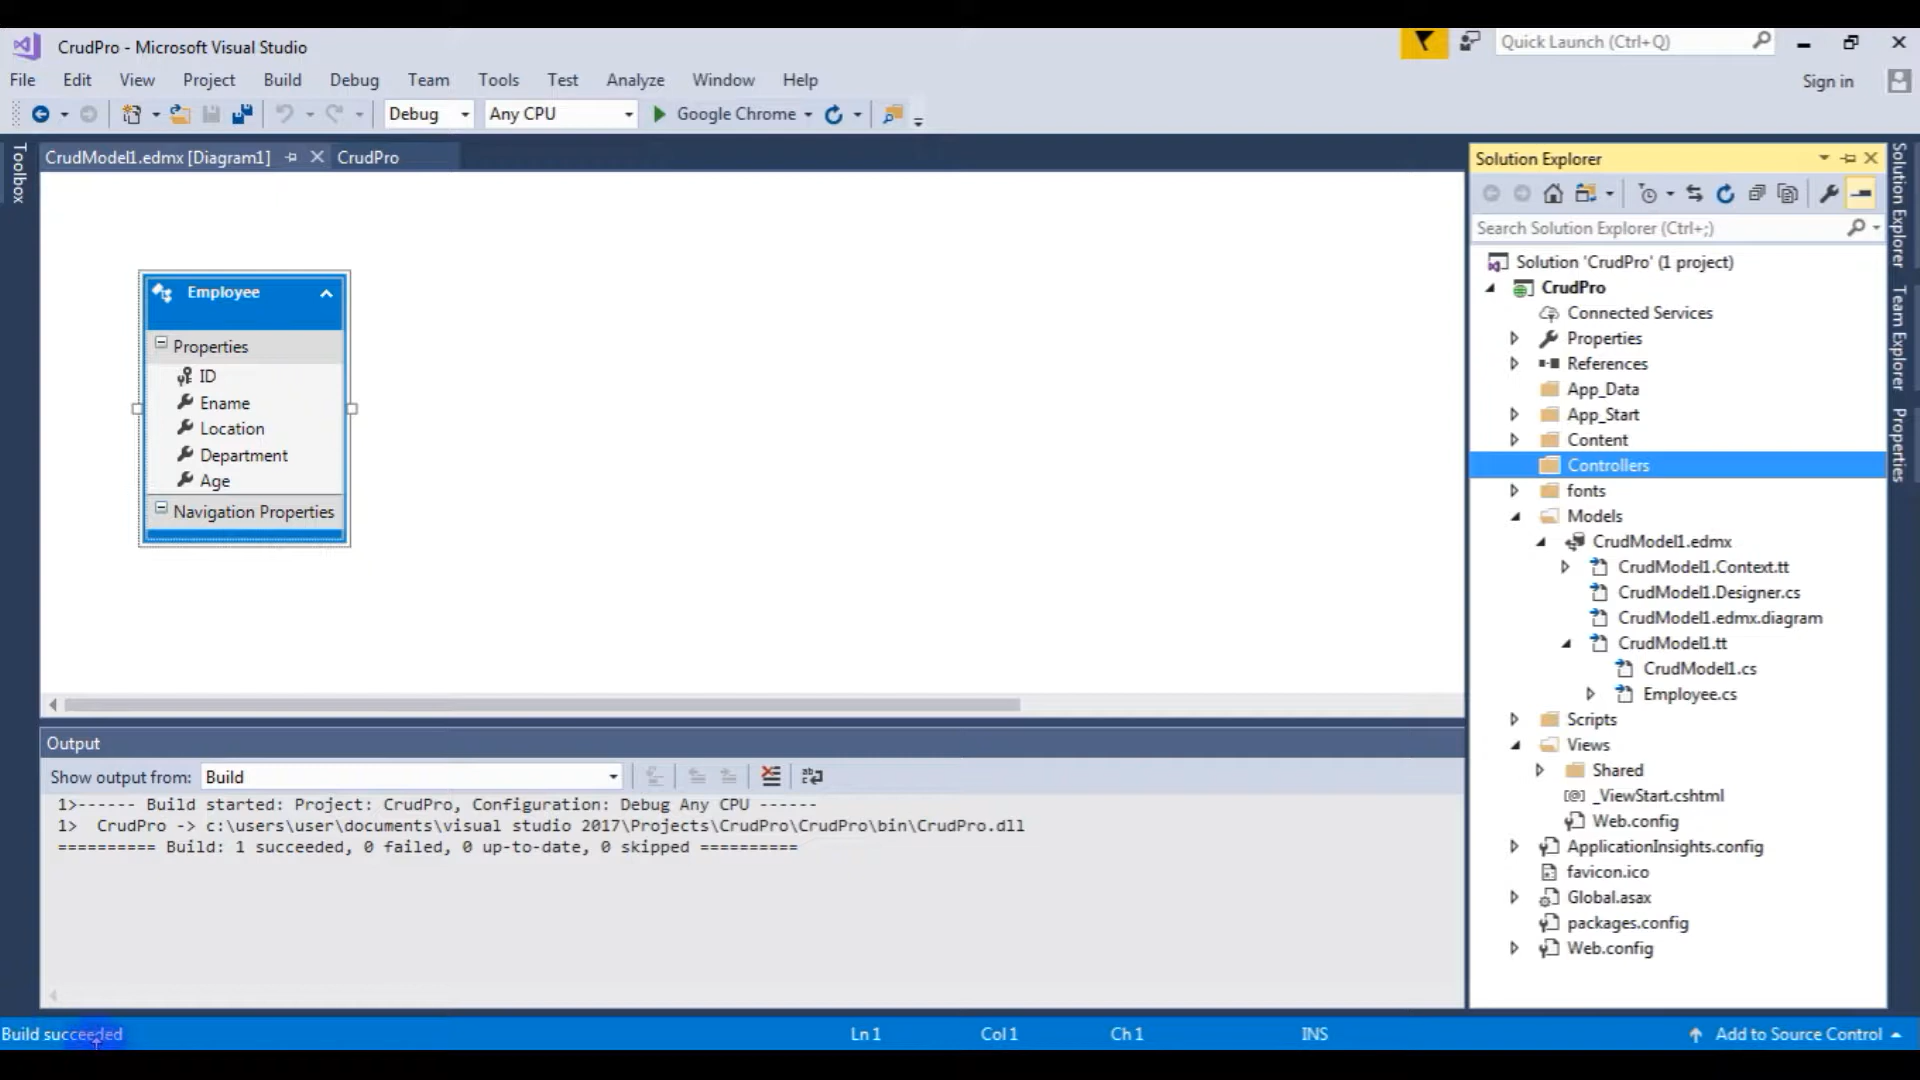 CrudPro - Microsoft Visual Studio
Quick Launch (Ctrl+Q)
File Edit View Project Build Debug Team Tools Test Analyze Window Help
Sign in
Debug Any CPU Google Chrome
Toolbox
CrudModel1.edmx [Diagram1] CrudPro
Employee
Properties
ID
Ename
Location
Department
Age
Navigation Properties
Output
Show output from: Build
1>------ Build started: Project: CrudPro, Configuration: Debug Any CPU ------
1>  CrudPro -> c:\users\user\documents\visual studio 2017\Projects\CrudPro\CrudPro\bin\CrudPro.dll
========== Build: 1 succeeded, 0 failed, 0 up-to-date, 0 skipped ==========
Solution Explorer
Search Solution Explorer (Ctrl+;)
Solution 'CrudPro' (1 project)
CrudPro
Connected Services
Properties
References
App_Data
App_Start
Content
Controllers
fonts
Models
CrudModel1.edmx
CrudModel1.Context.tt
CrudModel1.Designer.cs
CrudModel1.edmx.diagram
CrudModel1.tt
CrudModel1.cs
Employee.cs
Scripts
Views
Shared
_ViewStart.cshtml
Web.config
ApplicationInsights.config
favicon.ico
Global.asax
packages.config
Web.config
Solution Explorer
Team Explorer
Properties
Build succeeded Ln 1 Col 1 Ch 1 INS Add to Source Control